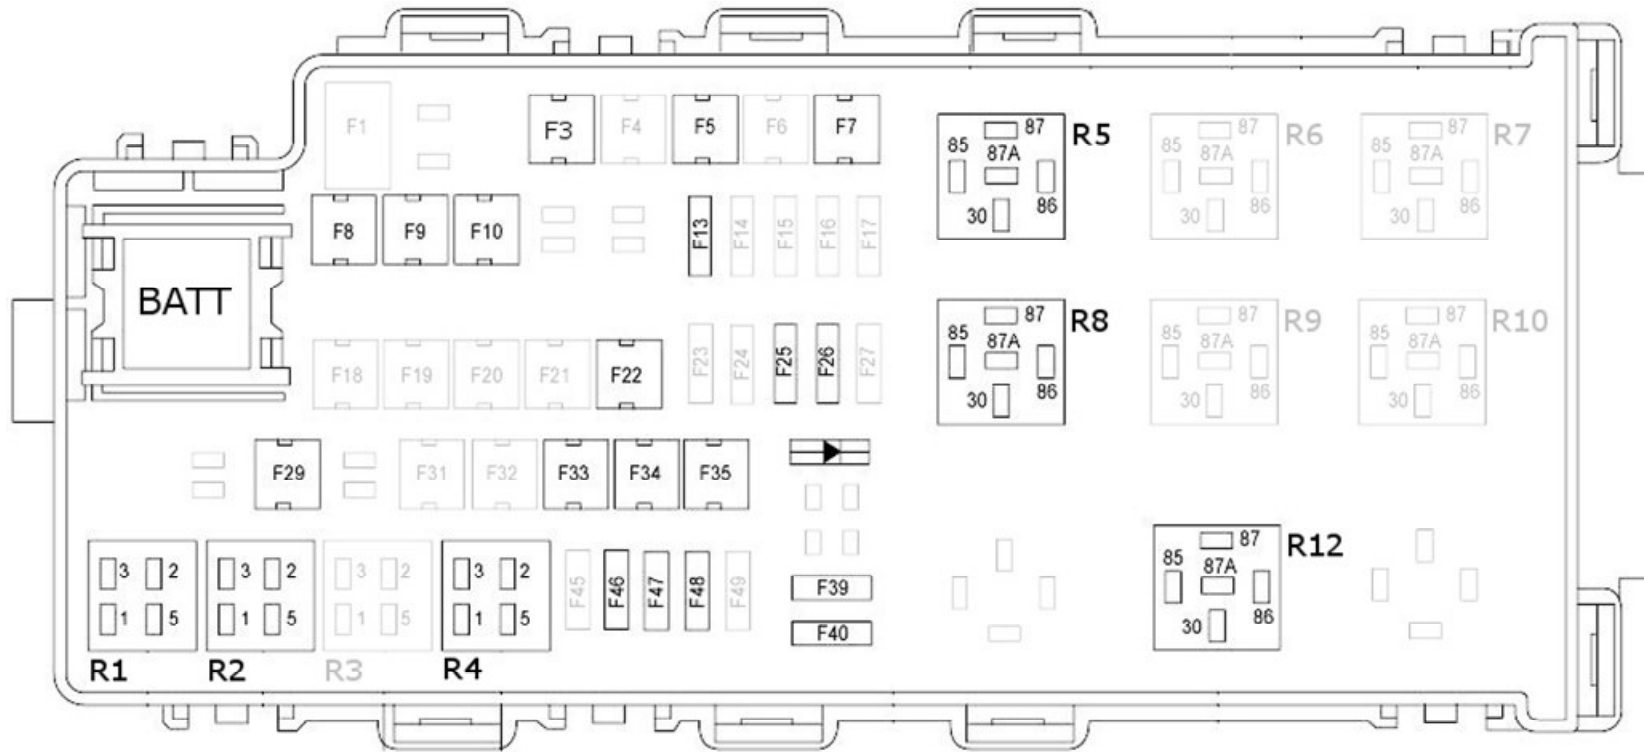 F1 F3 F4 F5 F6 F7
85 87 87A 30 86 R5
85 87 87A 30 86 R6
85 87 87A 30 86 R7
F8 F9 F10 F13 F14 F15 F16 F17
BATT
85 87 87A 30 86 R8
85 87 87A 30 86 R9
85 87 87A 30 86 R10
F18 F19 F20 F21 F22 F23 F24 F25 F26 F27
F29 F31 F32 F33 F34 F35
3 2 1 5 R1
3 2 1 5 R2
3 2 1 5 R3
3 2 1 5 R4
F45 F46 F47 F48 F49
F39
F40
85 87 87A 30 86 R12